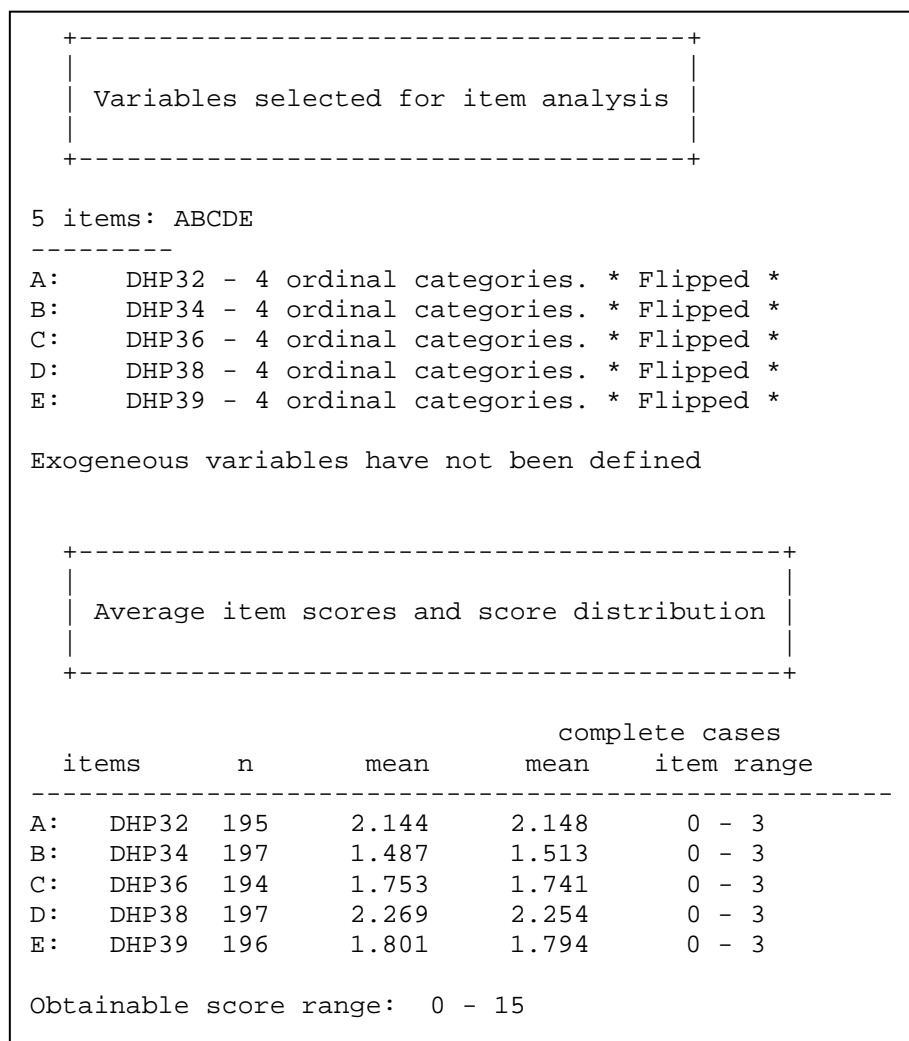 +--------------------------------------+
|                                      |
| Variables selected for item analysis |
|                                      |
+--------------------------------------+
5 items: ABCDE
---------
A:     DHP32 - 4 ordinal categories. * Flipped *
B:     DHP34 - 4 ordinal categories. * Flipped *
C:     DHP36 - 4 ordinal categories. * Flipped *
D:     DHP38 - 4 ordinal categories. * Flipped *
E:     DHP39 - 4 ordinal categories. * Flipped *
Exogeneous variables have not been defined
+--------------------------------------------+
|                                            |
| Average item scores and score distribution |
|                                            |
+--------------------------------------------+
                                 complete cases
  items      n       mean      mean     item range
------------------------------------------------------
A:   DHP32  195     2.144     2.148      0 - 3
B:   DHP34  197     1.487     1.513      0 - 3
C:   DHP36  194     1.753     1.741      0 - 3
D:   DHP38  197     2.269     2.254      0 - 3
E:   DHP39  196     1.801     1.794      0 - 3
Obtainable score range:  0 - 15